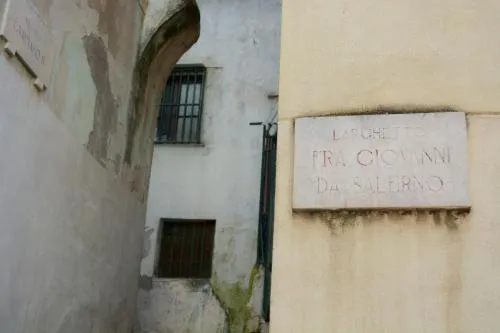 LARGHETTO
FRA GIOVANNI
DA SALERNO